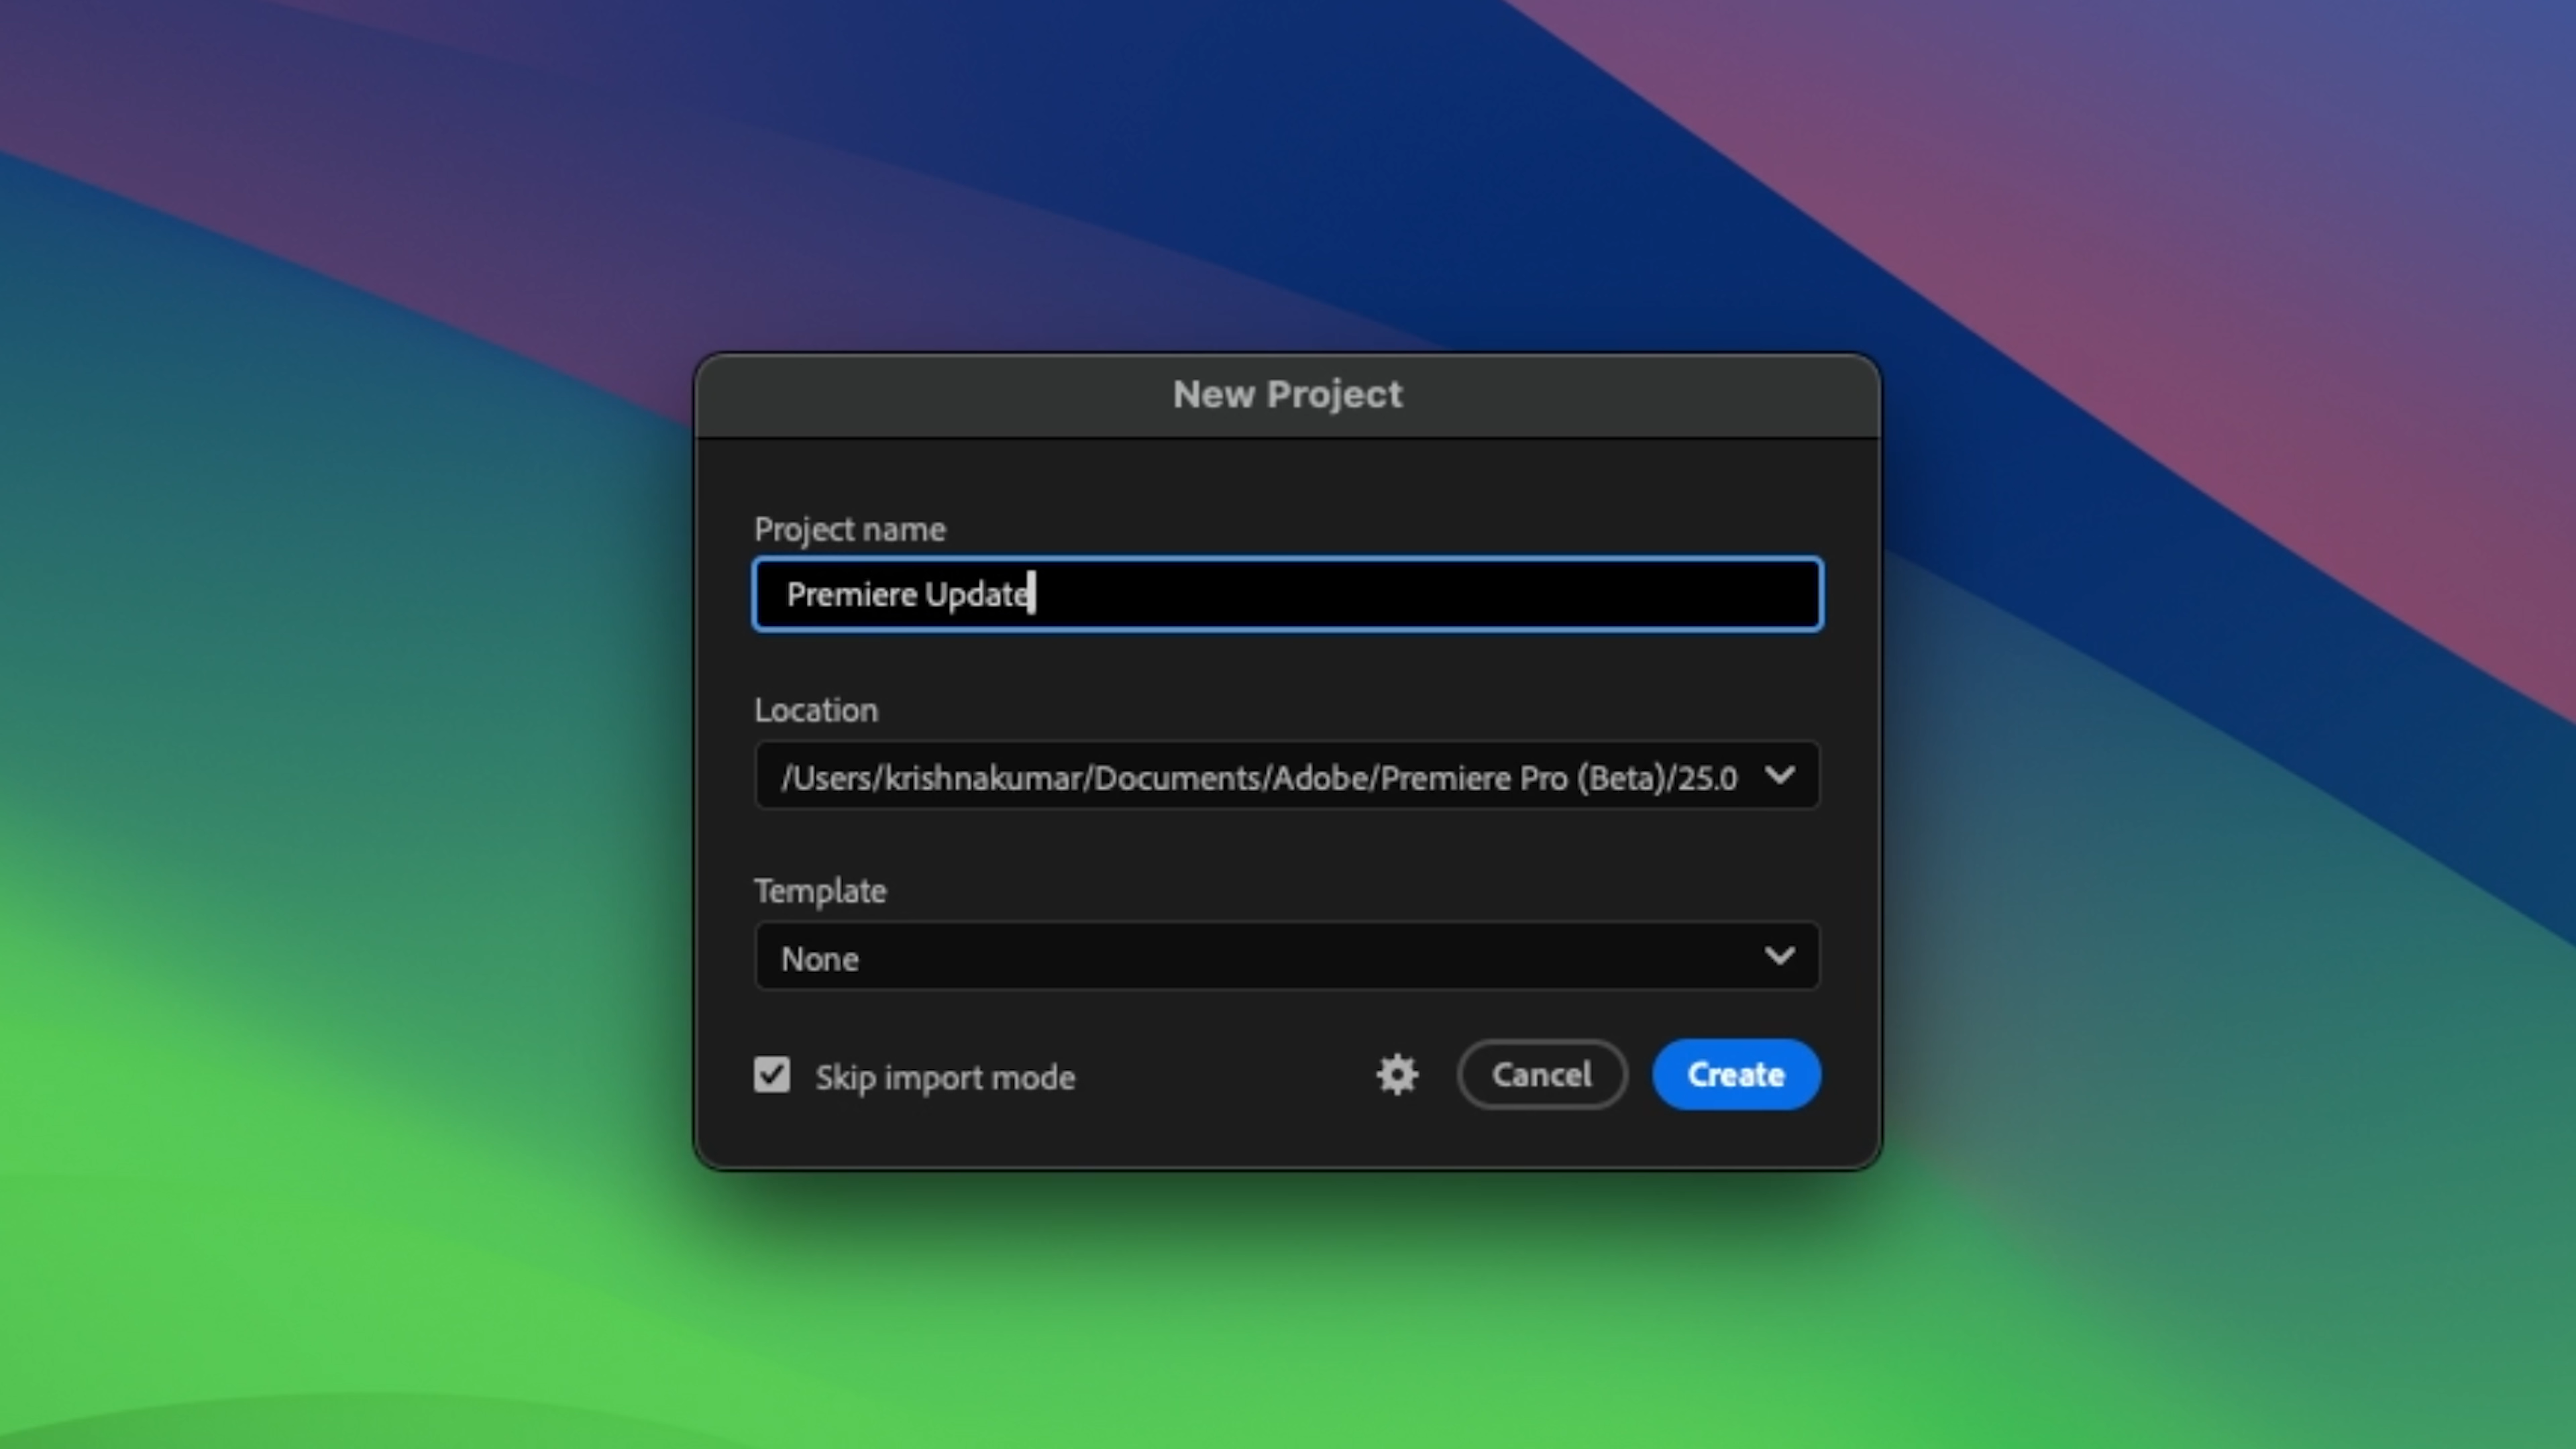 New Project
Project name
Premiere Update
Location
/Users/krishnakumar/Documents/Adobe/Premiere Pro (Beta)/25.0
Template
None
Skip import mode
Cancel
Create